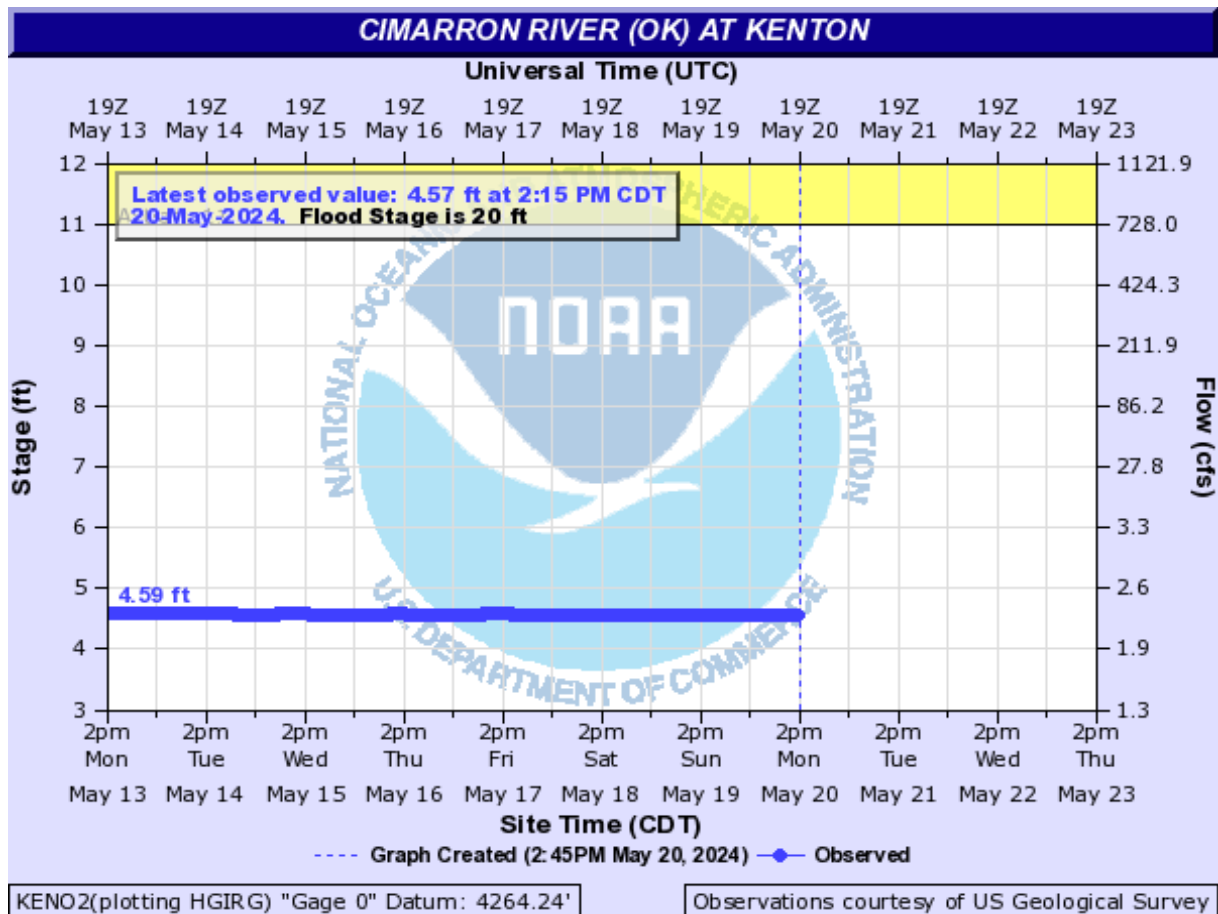 CIMARRON RIVER (OK) AT KENTON
Universal Time (UTC)
19Z 19Z 19Z 19Z 19Z 19Z 19Z 19Z 19Z 19Z 19Z
May 13 May 14 May 15 May 16 May 17 May 18 May 19 May 20 May 21 May 22 May 23
Latest observed value: 4.57 ft at 2:15 PM CDT
20-May-2024. Flood Stage is 20 ft
12 1121.9
11 728.0
10 424.3
9 211.9
8 86.2
7 27.8
6 3.3
5 2.6
4 1.9
3 1.3
Stage (ft)
Flow (cfs)
4.59 ft
NATIONAL OCEANIC AND ATMOSPHERIC ADMINISTRATION
NOAA
U.S. DEPARTMENT OF COMMERCE
2pm 2pm 2pm 2pm 2pm 2pm 2pm 2pm 2pm 2pm 2pm
Mon Tue Wed Thu Fri Sat Sun Mon Tue Wed Thu
May 13 May 14 May 15 May 16 May 17 May 18 May 19 May 20 May 21 May 22 May 23
Site Time (CDT)
Graph Created (2:45PM May 20, 2024) Observed
KENO2(plotting HGIRG) "Gage 0" Datum: 4264.24'
Observations courtesy of US Geological Survey